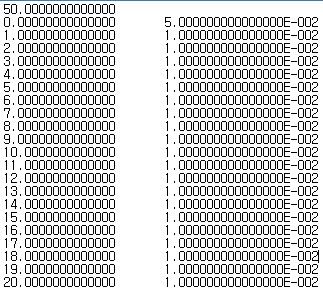 50.0000000000000
0.00000000000000 5.000000000000000E-002
1.00000000000000 1.000000000000000E-002
2.00000000000000 1.000000000000000E-002
3.00000000000000 1.000000000000000E-002
4.00000000000000 1.000000000000000E-002
5.00000000000000 1.000000000000000E-002
6.00000000000000 1.000000000000000E-002
7.00000000000000 1.000000000000000E-002
8.00000000000000 1.000000000000000E-002
9.00000000000000 1.000000000000000E-002
10.0000000000000 1.000000000000000E-002
11.0000000000000 1.000000000000000E-002
12.0000000000000 1.000000000000000E-002
13.0000000000000 1.000000000000000E-002
14.0000000000000 1.000000000000000E-002
15.0000000000000 1.000000000000000E-002
16.0000000000000 1.000000000000000E-002
17.0000000000000 1.000000000000000E-002
18.0000000000000 1.000000000000000E-002
19.0000000000000 1.000000000000000E-002
20.0000000000000 1.000000000000000E-002